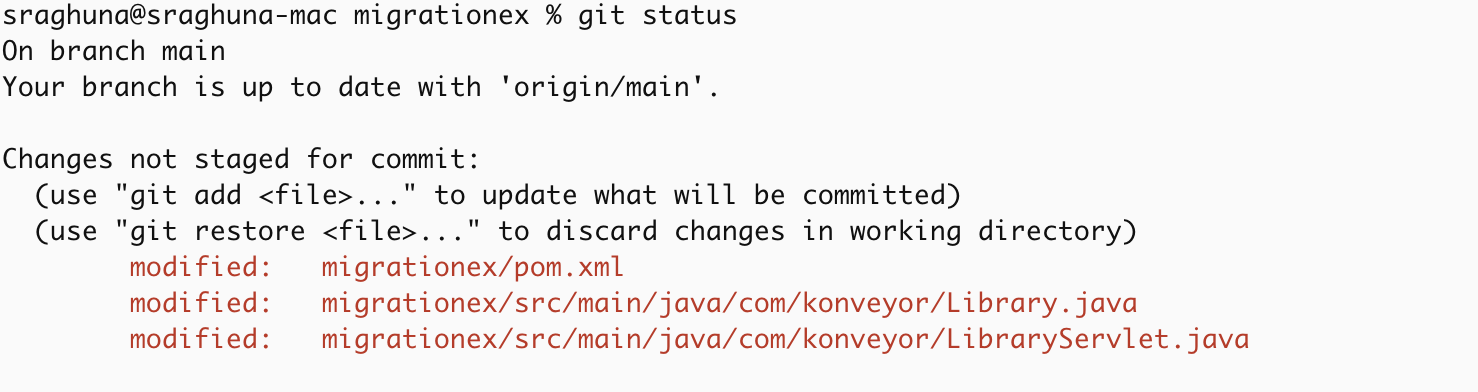 sraghuna@sraghuna-mac migrationex % git status
On branch main
Your branch is up to date with 'origin/main'.

Changes not staged for commit:
  (use "git add <file>..." to update what will be committed)
  (use "git restore <file>..." to discard changes in working directory)
        modified:   migrationex/pom.xml
        modified:   migrationex/src/main/java/com/konveyor/Library.java
        modified:   migrationex/src/main/java/com/konveyor/LibraryServlet.java